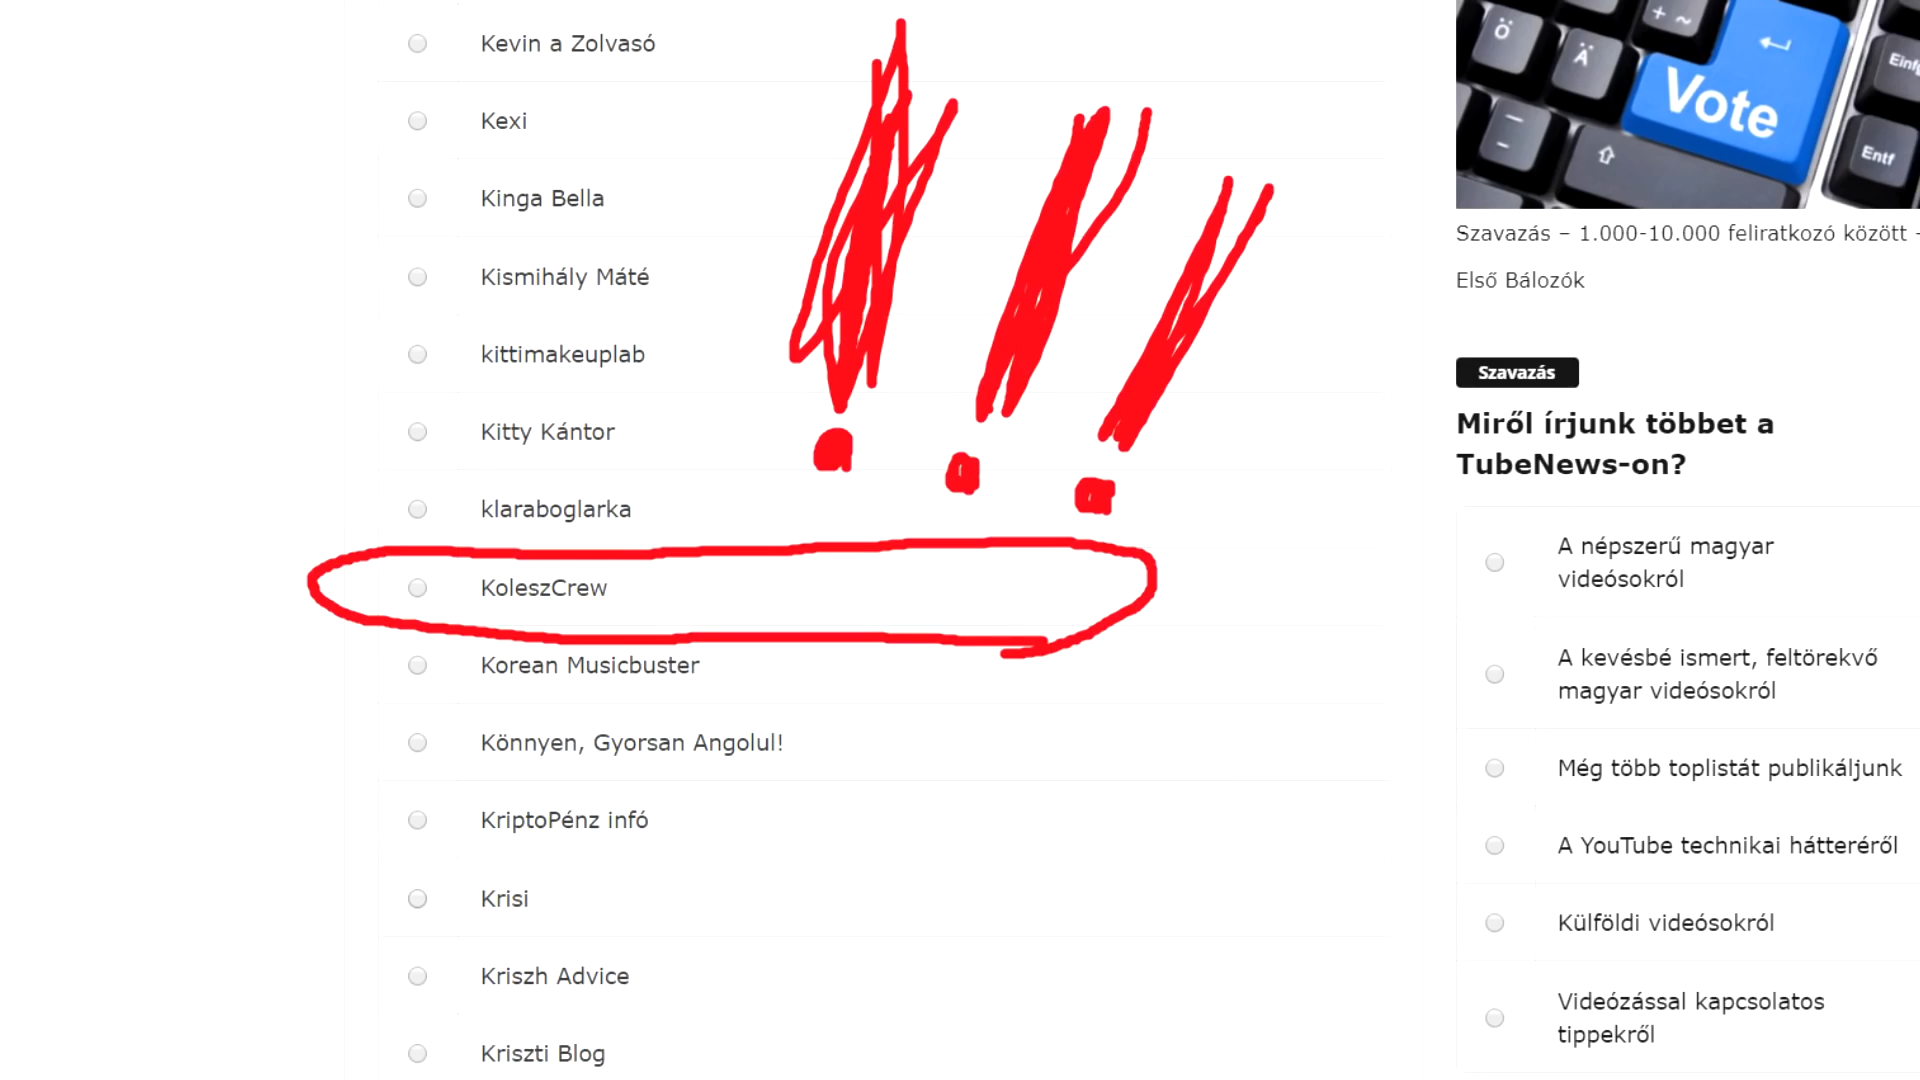 Kevin a Zolvasó
Kexi
Kinga Bella
Kismihály Máté
kittimakeuplab
Kitty Kántor
klaraboglarka
KoleszCrew
Korean Musicbuster
Könnyen, Gyorsan Angolul!
KriptoPénz infó
Krisi
Kriszh Advice
Kriszti Blog
!!!
Ö
+ ~
Ä
Einfg
Vote
Entf
Szavazás – 1.000-10.000 feliratkozó között -
Első Bálozók
Szavazás
Miről írjunk többet a
TubeNews-on?
A népszerű magyar
videósokról
A kevésbé ismert, feltörekvő
magyar videósokról
Még több toplistát publikáljunk
A YouTube technikai hátteréről
Külföldi videósokról
Videózással kapcsolatos
tippekről